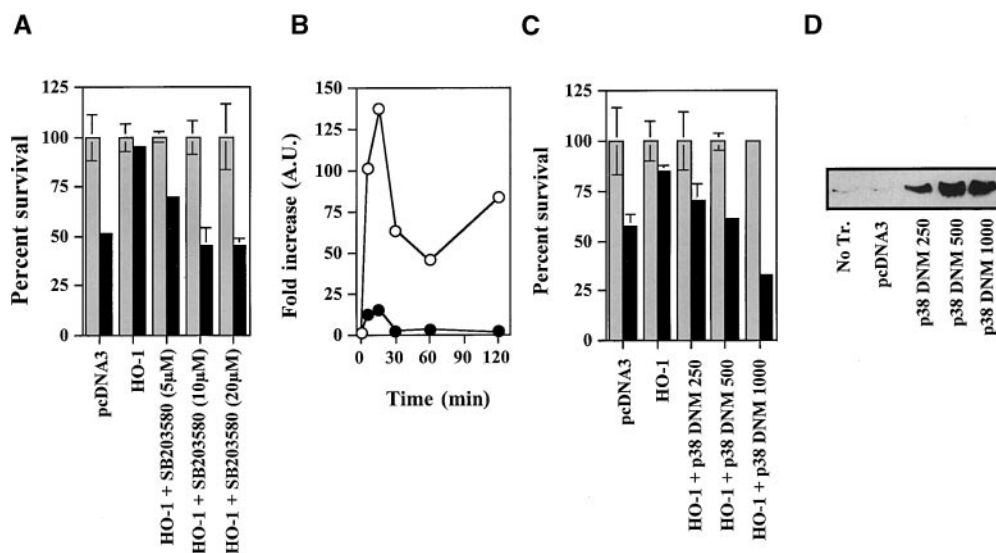 A
B
C
D
Percent survival
125
100
75
50
25
0
pcDNA3
HO-1
HO-1 + SB203580 (5µM)
HO-1 + SB203580 (10µM)
HO-1 + SB203580 (20µM)
Fold increase (A.U.)
150
125
100
75
50
25
0
0 30 60 90 120
Time (min)
Percent survival
125
100
75
50
25
0
pcDNA3
HO-1
HO-1 + p38 DNM 250
HO-1 + p38 DNM 500
HO-1 + p38 DNM 1000
No Tr.
pcDNA3
p38 DNM 250
p38 DNM 500
p38 DNM 1000